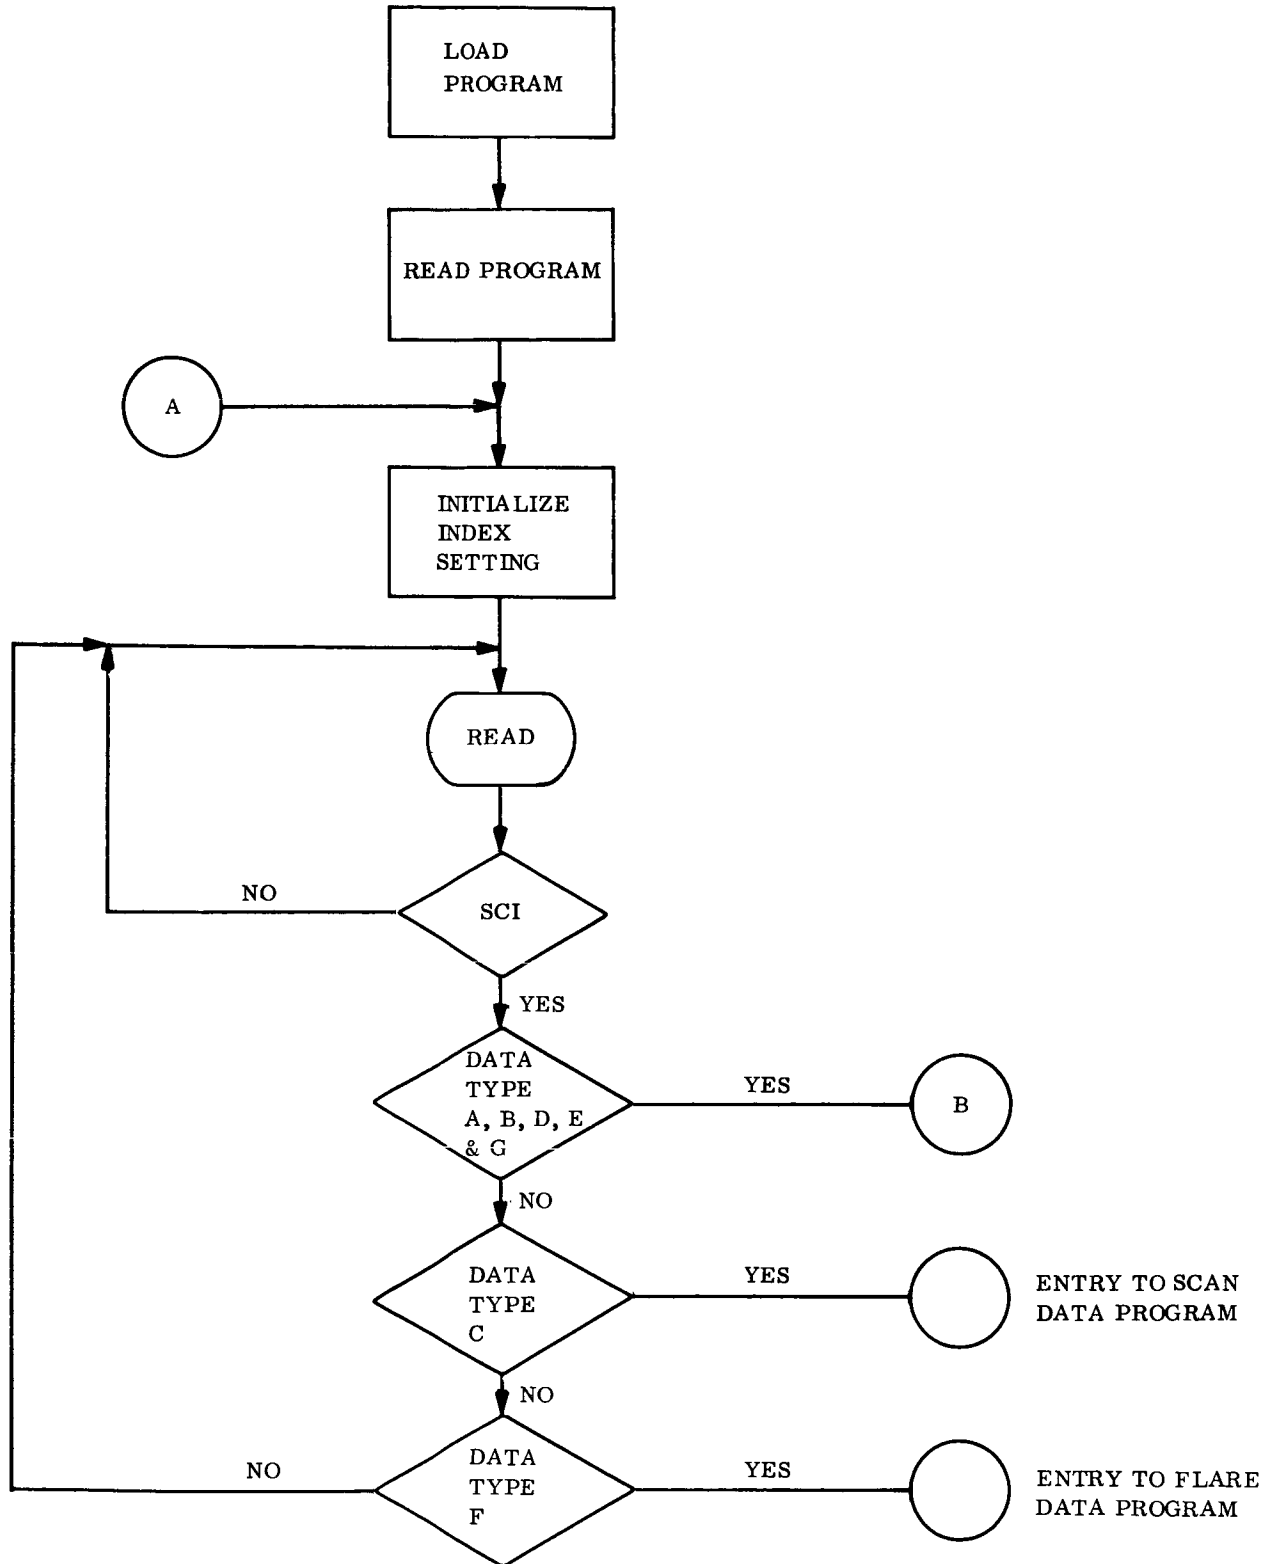 LOAD
PROGRAM
READ PROGRAM
A
INITIALIZE
INDEX
SETTING
READ
NO
SCI
YES
DATA
TYPE
A, B, D, E
& G
YES
B
NO
DATA
TYPE
C
YES
ENTRY TO SCAN
DATA PROGRAM
NO
DATA
TYPE
F
NO
YES
ENTRY TO FLARE
DATA PROGRAM